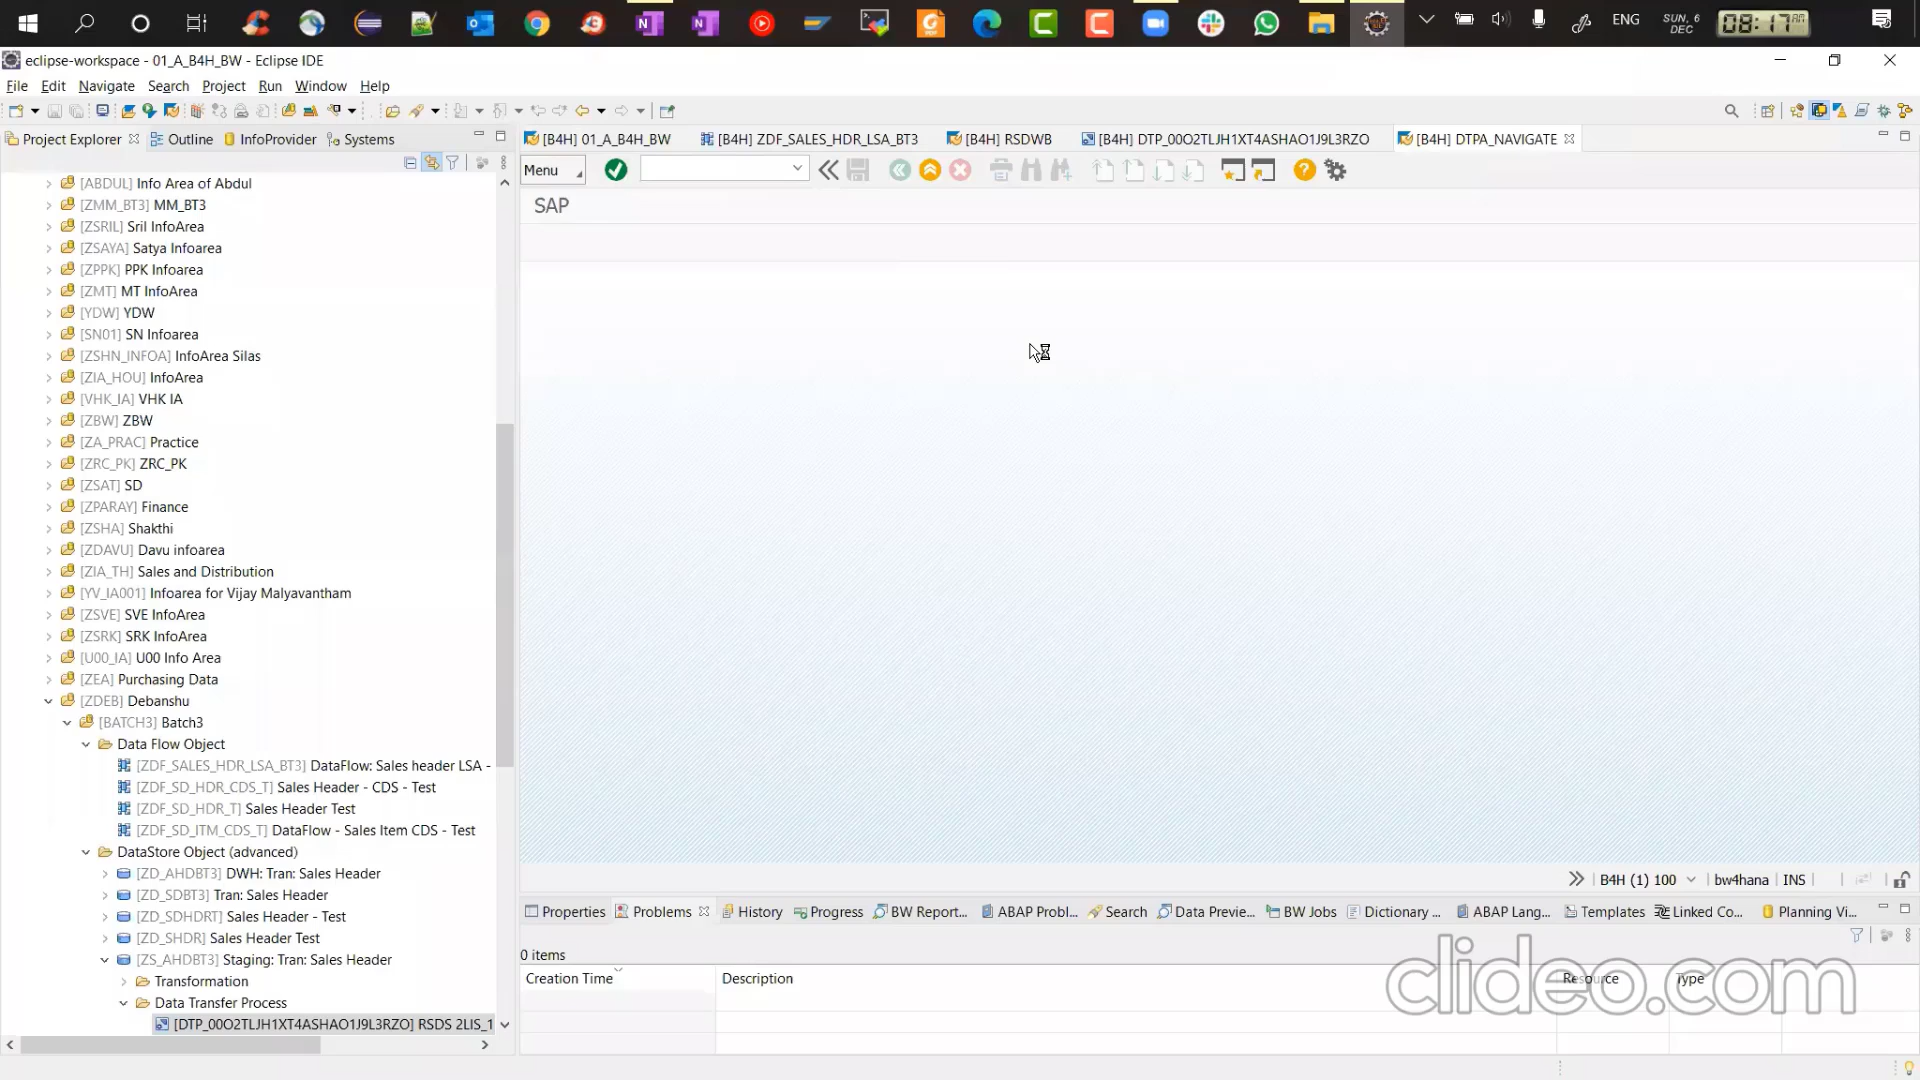 ENG
SUN, 6
DEC
08:17
eclipse-workspace - 01_A_B4H_BW - Eclipse IDE
File Edit Navigate Search Project Run Window Help
Project Explorer Outline InfoProvider Systems
[B4H] 01_A_B4H_BW [B4H] ZDF_SALES_HDR_LSA_BT3 [B4H] RSDWB [B4H] DTP_00O2TLJH1XT4ASHAO1J9L3RZO [B4H] DTPA_NAVIGATE
Menu
SAP
[ABDUL] Info Area of Abdul
[ZMM_BT3] MM_BT3
[ZSRIL] Sril InfoArea
[ZSAYA] Satya Infoarea
[ZPPK] PPK Infoarea
[ZMT] MT InfoArea
[YDW] YDW
[SN01] SN Infoarea
[ZSHN_INFOA] InfoArea Silas
[ZIA_HOU] InfoArea
[VHK_IA] VHK IA
[ZBW] ZBW
[ZA_PRAC] Practice
[ZRC_PK] ZRC_PK
[ZSAT] SD
[ZPARAY] Finance
[ZSHA] Shakthi
[ZDAVU] Davu infoarea
[ZIA_TH] Sales and Distribution
[YV_IA001] Infoarea for Vijay Malyavantham
[ZSVE] SVE InfoArea
[ZSRK] SRK InfoArea
[U00_IA] U00 Info Area
[ZEA] Purchasing Data
[ZDEB] Debanshu
[BATCH3] Batch3
Data Flow Object
[ZDF_SALES_HDR_LSA_BT3] DataFlow: Sales header LSA -
[ZDF_SD_HDR_CDS_T] Sales Header - CDS - Test
[ZDF_SD_HDR_T] Sales Header Test
[ZDF_SD_ITM_CDS_T] DataFlow - Sales Item CDS - Test
DataStore Object (advanced)
[ZD_AHDBT3] DWH: Tran: Sales Header
[ZD_SDBT3] Tran: Sales Header
[ZD_SDHDRT] Sales Header - Test
[ZD_SHDR] Sales Header Test
[ZS_AHDBT3] Staging: Tran: Sales Header
Transformation
Data Transfer Process
[DTP_00O2TLJH1XT4ASHAO1J9L3RZO] RSDS 2LIS_1
B4H (1) 100 bw4hana INS
Properties Problems History Progress BW Report... ABAP Probl... Search Data Previe... BW Jobs Dictionary ... ABAP Lang... Templates Linked Co... Planning Vi...
0 items
Creation Time Description Resource Type
clideo.com